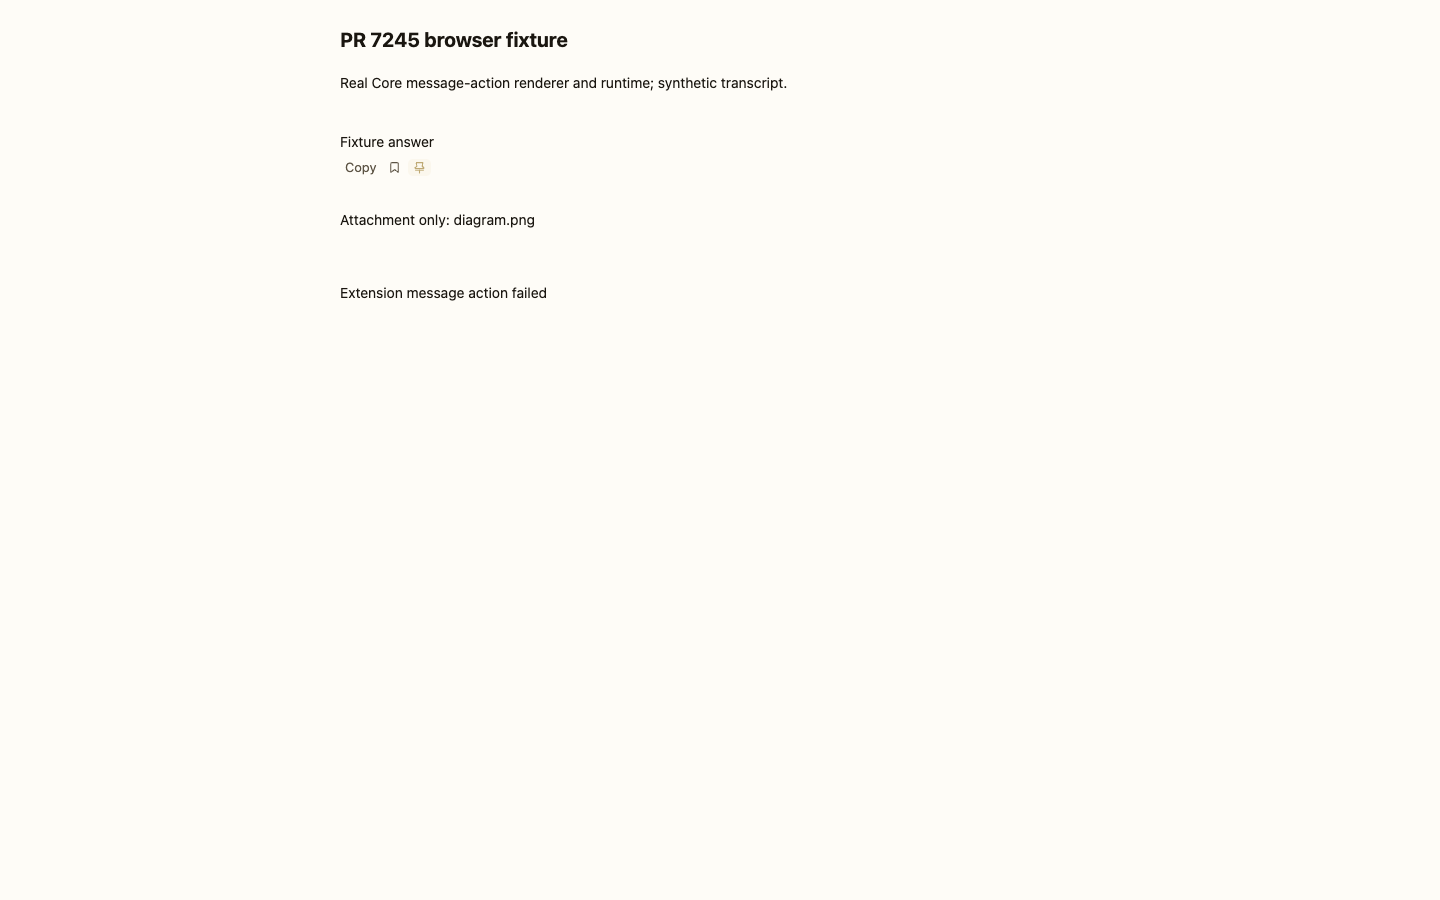 PR 7245 browser fixture
Real Core message-action renderer and runtime; synthetic transcript.
Fixture answer
Copy
Attachment only: diagram.png
Extension message action failed